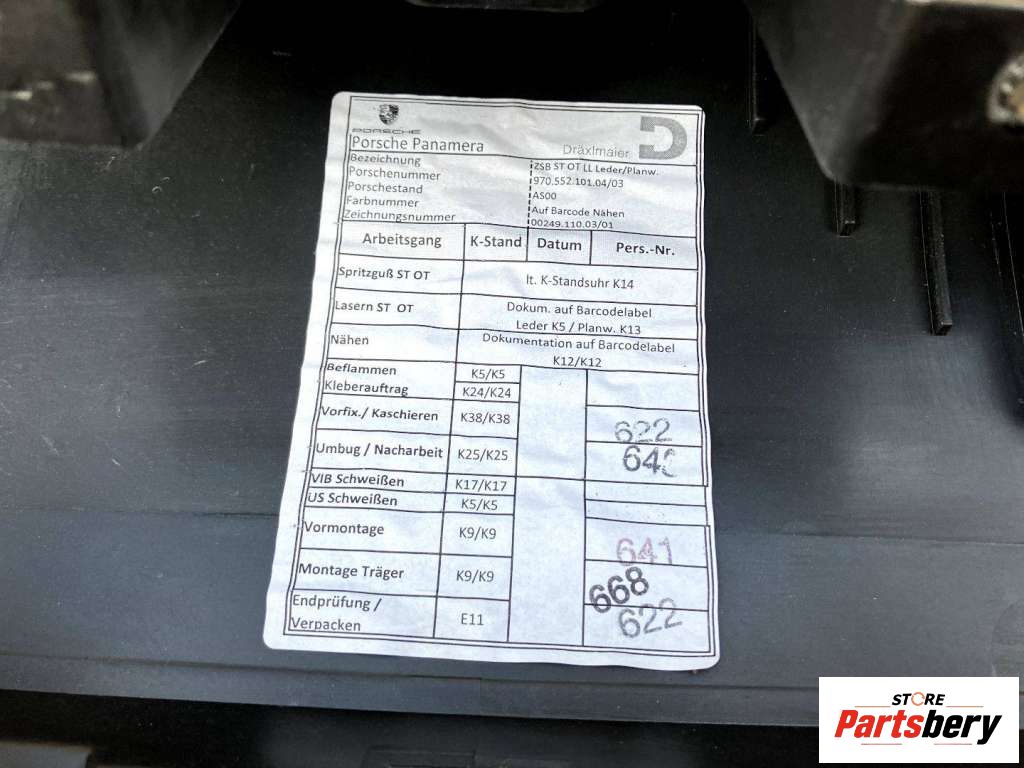 PORSCHE
Porsche Panamera
Dräxlmaier
Bezeichnung ZSB ST OT LL Leder/Planw.
Porschenummer 970.552.101.04/03
Porschestand AS00
Farbnummer Auf Barcode Nähen
Zeichnungsnummer 00249.110.03/01
Arbeitsgang K-Stand Datum Pers.-Nr.
Spritzguß ST OT lt. K-Standsuhr K14
Lasern ST OT Dokum. auf Barcodelabel
Leder K5 / Planw. K13
Nähen Dokumentation auf Barcodelabel
K12/K12
Beflammen K5/K5
Kleberauftrag K24/K24
Vorfix./ Kaschieren K38/K38 622
Umbug / Nacharbeit K25/K25 643
VIB Schweißen K17/K17
US Schweißen K5/K5
Vormontage K9/K9 641
Montage Träger K9/K9 668
Endprüfung / E11 622
Verpacken
STORE
Partsbery